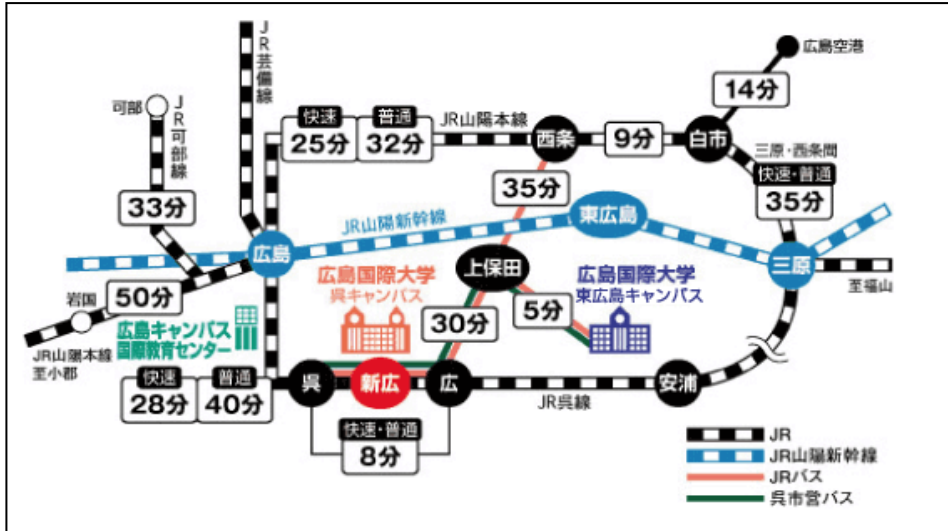 JR芸備線
広島空港
14分
可部
JR可部線
快速
25分
普通
32分
JR山陽本線
西条
9分
白市
三原・西条間
快速・普通
35分
33分
35分
JR山陽新幹線
東広島
広島
三原
上保田
広島国際大学
呉キャンパス
広島国際大学
東広島キャンパス
至福山
岩国
50分
30分
5分
広島キャンパス
国際教育センター
JR山陽本線
至小郡
快速
28分
普通
40分
呉
新広
広
JR呉線
安浦
快速・普通
8分
JR
JR山陽新幹線
JRバス
呉市営バス